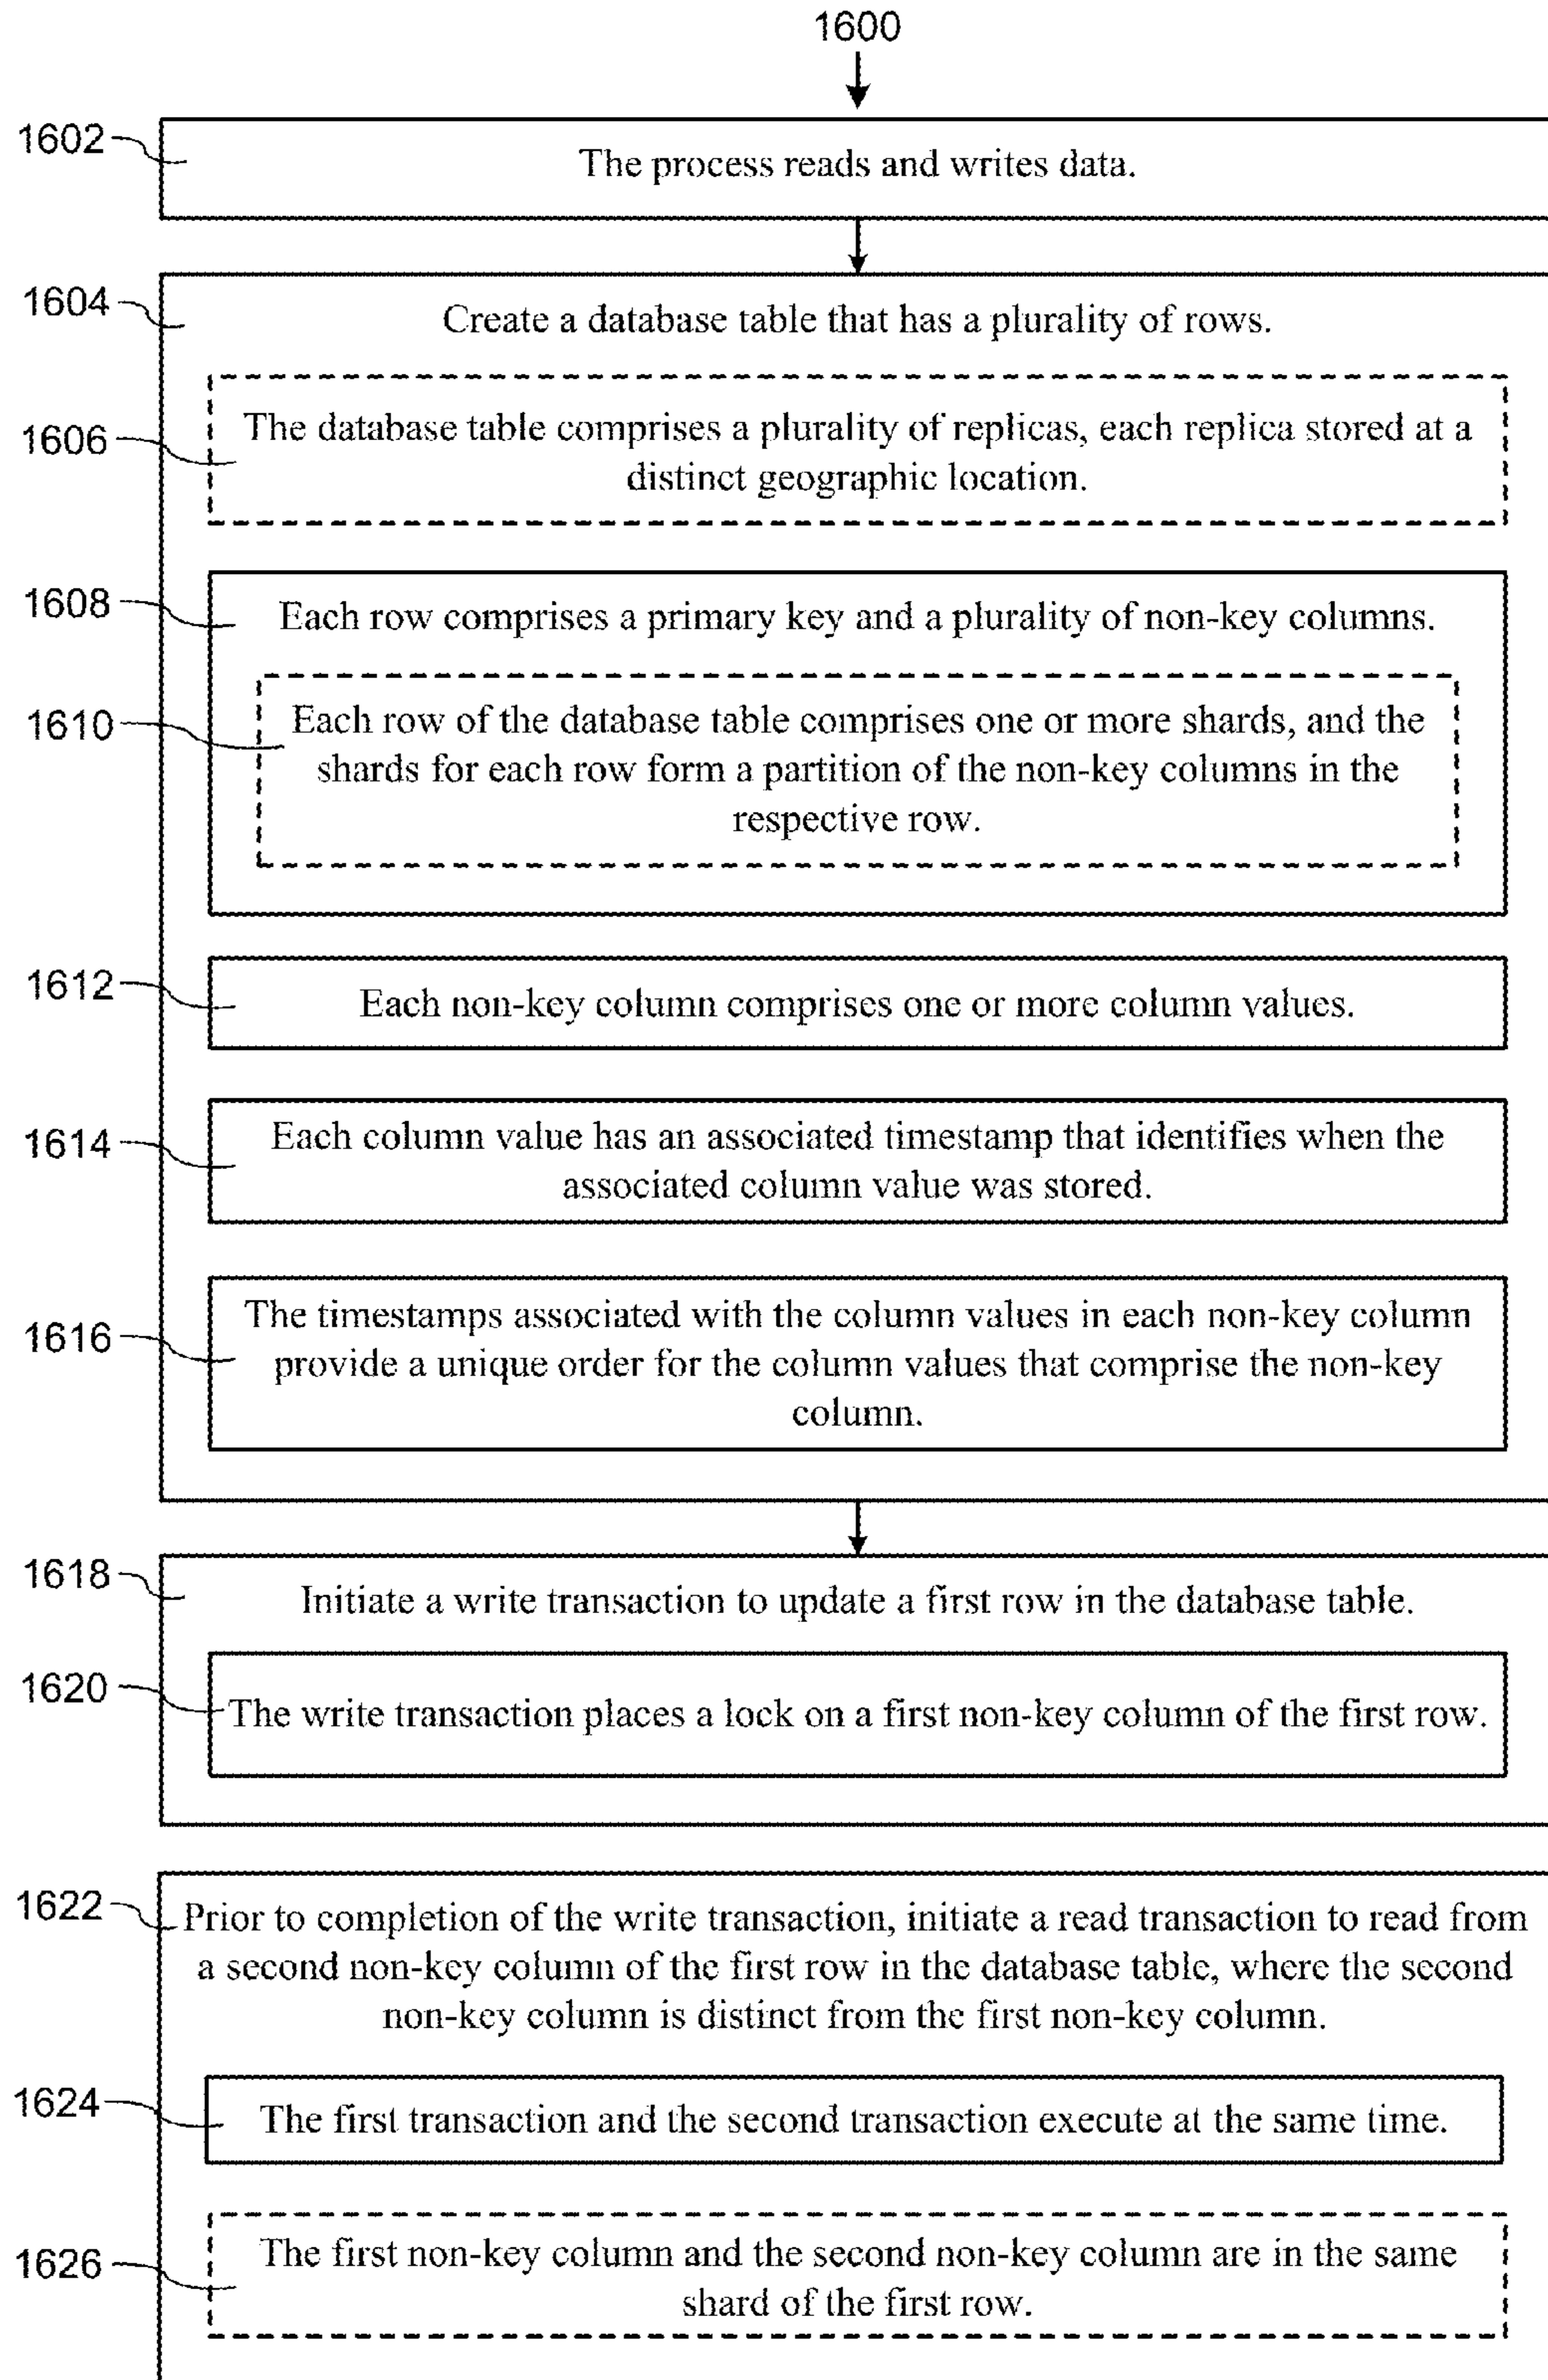 1600
1602
The process reads and writes data.
1604
Create a database table that has a plurality of rows.
1606
The database table comprises a plurality of replicas, each replica stored at a
distinct geographic location.
1608
Each row comprises a primary key and a plurality of non-key columns.
1610
Each row of the database table comprises one or more shards, and the
shards for each row form a partition of the non-key columns in the
respective row.
1612
Each non-key column comprises one or more column values.
1614
Each column value has an associated timestamp that identifies when the
associated column value was stored.
1616
The timestamps associated with the column values in each non-key column
provide a unique order for the column values that comprise the non-key
column.
1618
Initiate a write transaction to update a first row in the database table.
1620
The write transaction places a lock on a first non-key column of the first row.
1622
Prior to completion of the write transaction, initiate a read transaction to read from
a second non-key column of the first row in the database table, where the second
non-key column is distinct from the first non-key column.
1624
The first transaction and the second transaction execute at the same time.
1626
The first non-key column and the second non-key column are in the same
shard of the first row.